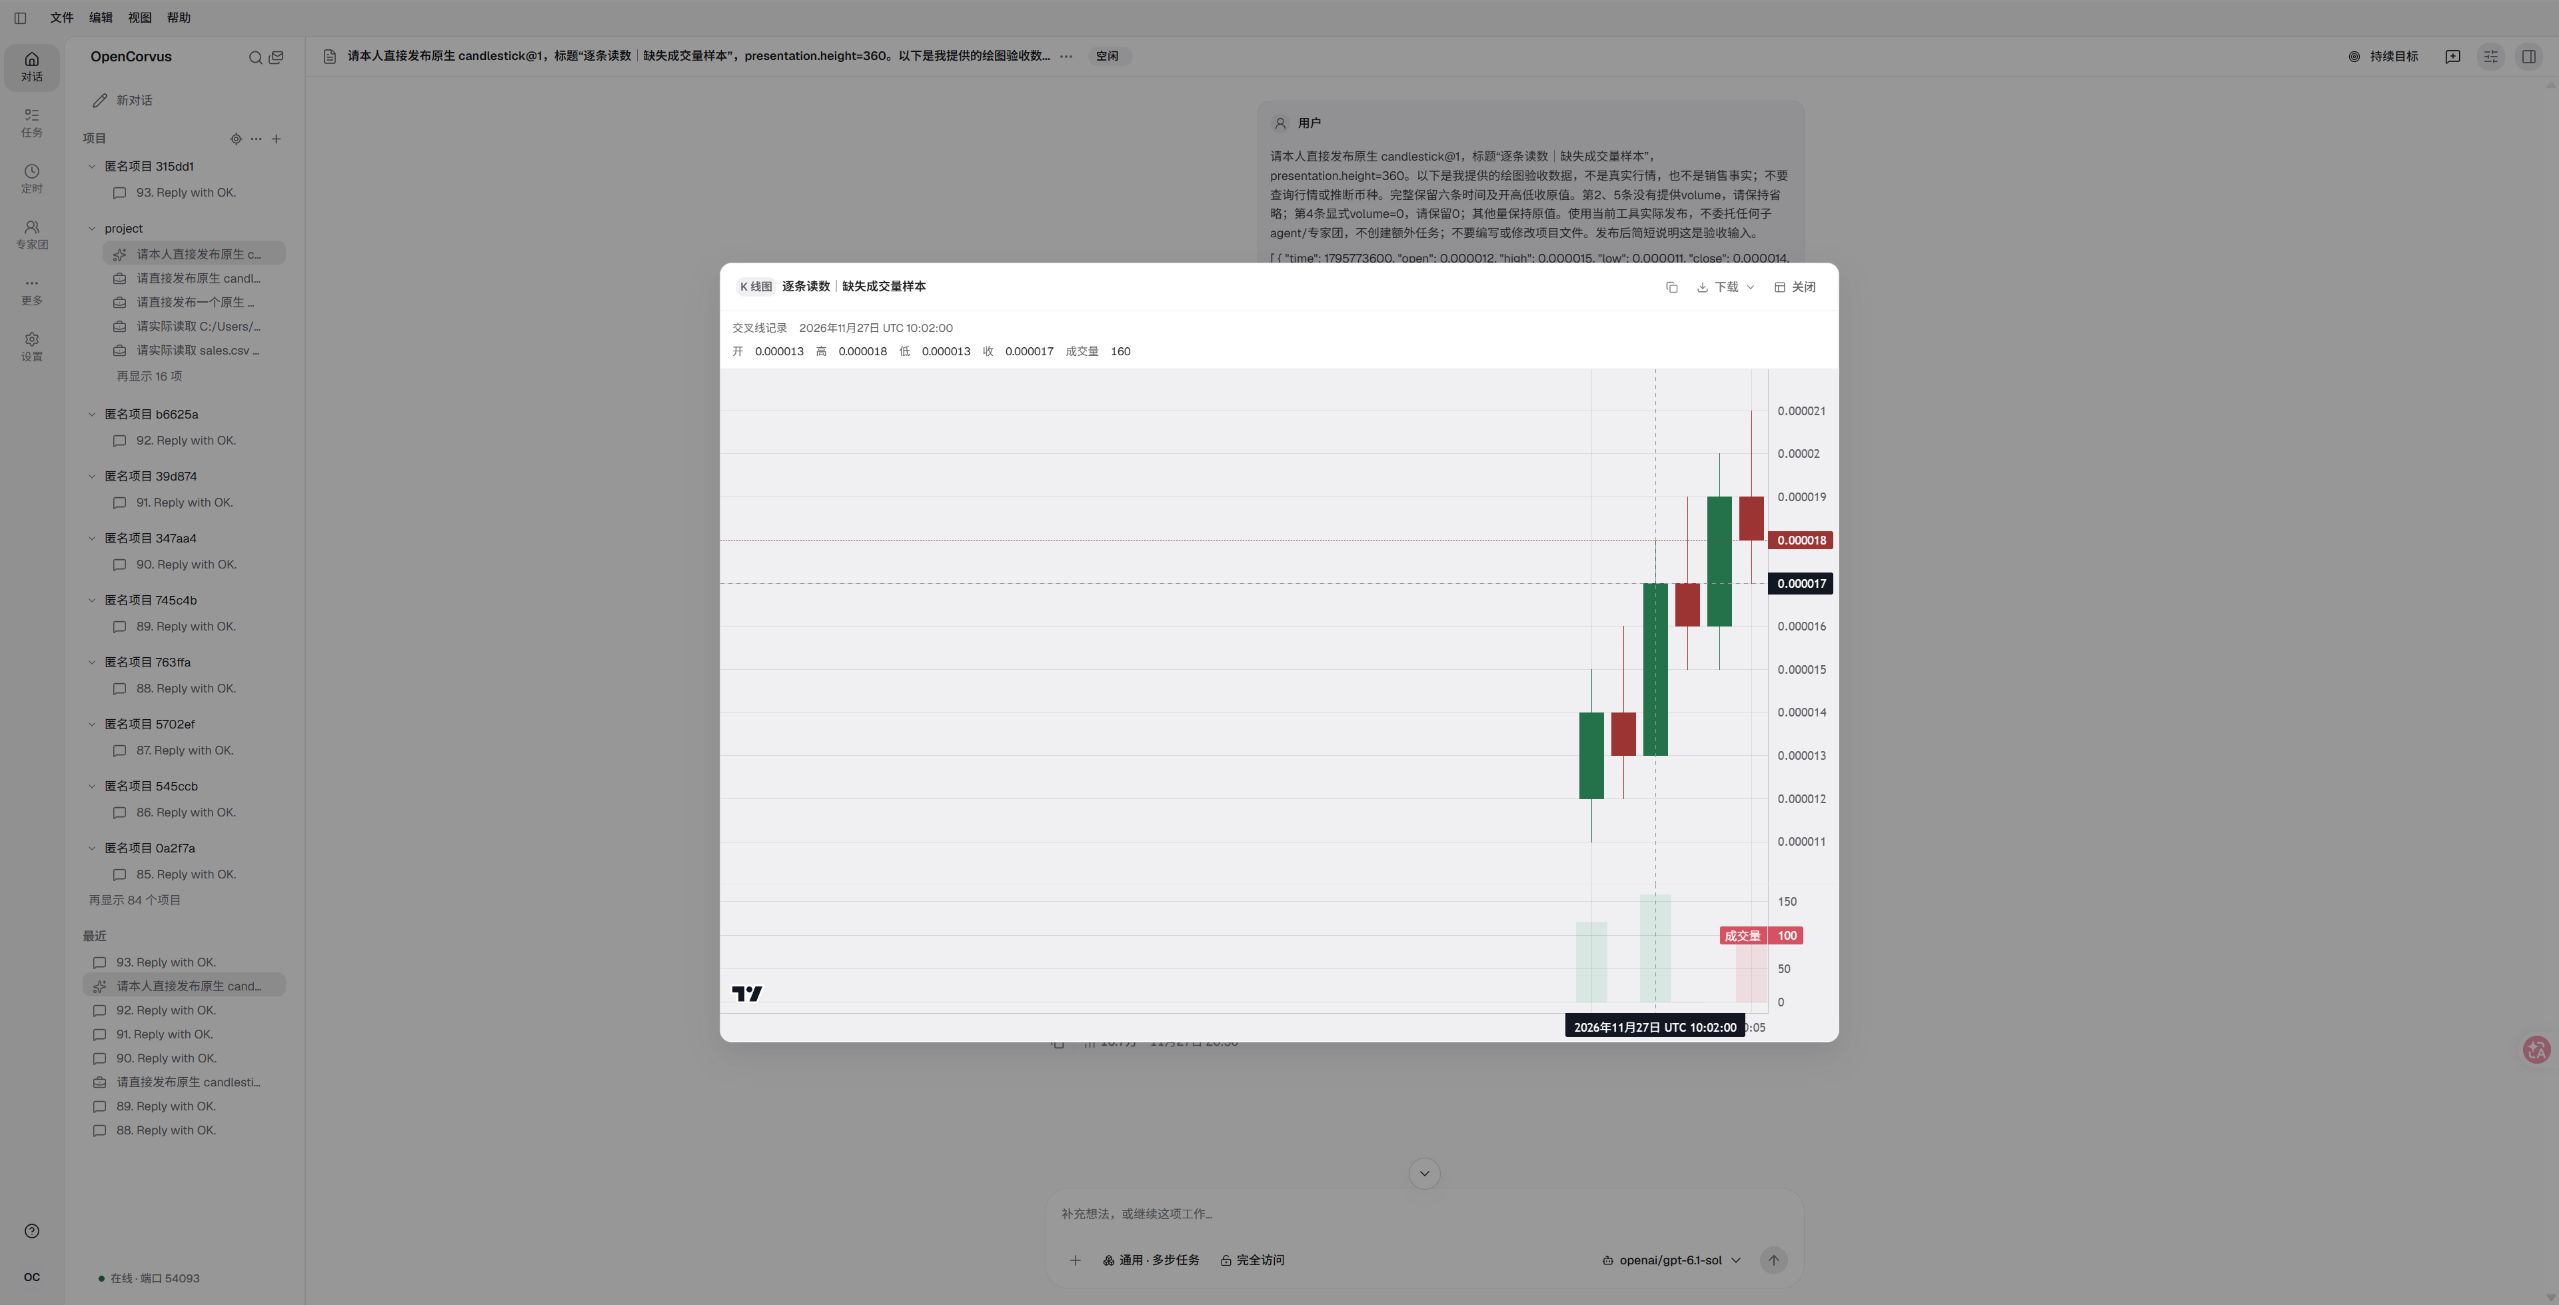 文件 编辑 视图 帮助
对话
任务
定时
专家团
更多
设置
OC
OpenCorvus
新对话
项目
匿名项目 315dd1
93. Reply with OK.
project
请本人直接发布原生 c...
请直接发布原生 candl...
请直接发布一个原生 ...
请实际读取 C:/Users/...
请实际读取 sales.csv ...
再显示 16 项
匿名项目 b6625a
92. Reply with OK.
匿名项目 39d874
91. Reply with OK.
匿名项目 347aa4
90. Reply with OK.
匿名项目 745c4b
89. Reply with OK.
匿名项目 763ffa
88. Reply with OK.
匿名项目 5702ef
87. Reply with OK.
匿名项目 545ccb
86. Reply with OK.
匿名项目 0a2f7a
85. Reply with OK.
再显示 84 个项目
最近
93. Reply with OK.
请本人直接发布原生 cand...
92. Reply with OK.
91. Reply with OK.
90. Reply with OK.
请直接发布原生 candlesti...
89. Reply with OK.
88. Reply with OK.
在线 · 端口 54093
请本人直接发布原生 candlestick@1，标题“逐条读数｜缺失成交量样本”，presentation.height=360。以下是我提供的绘图验收数... 空闲
持续目标
用户
请本人直接发布原生 candlestick@1，标题“逐条读数｜缺失成交量样本”，
presentation.height=360。以下是我提供的绘图验收数据，不是真实行情，也不是销售事实；不要
查询行情或推断币种。完整保留六条时间及开高低收原值。第2、5条没有提供volume，请保持省
略；第4条显式volume=0，请保留0；其他量保持原值。使用当前工具实际发布，不委托任何子
agent/专家团，不创建额外任务；不要编写或修改项目文件。发布后简短说明这是验收输入。
[ { "time": 1795773600, "open": 0.000012, "high": 0.000015, "low": 0.000011, "close": 0.000014,
K 线图 逐条读数｜缺失成交量样本
下载 关闭
交叉线记录 2026年11月27日 UTC 10:02:00
开 0.000013 高 0.000018 低 0.000013 收 0.000017 成交量 160
0.000021
0.00002
0.000019
0.000018
0.000017
0.000016
0.000015
0.000014
0.000013
0.000012
0.000011
150
成交量 100
50
0
2026年11月27日 UTC 10:02:00
0:05
补充想法，或继续这项工作...
通用 · 多步任务 完全访问
openai/gpt-6.1-sol